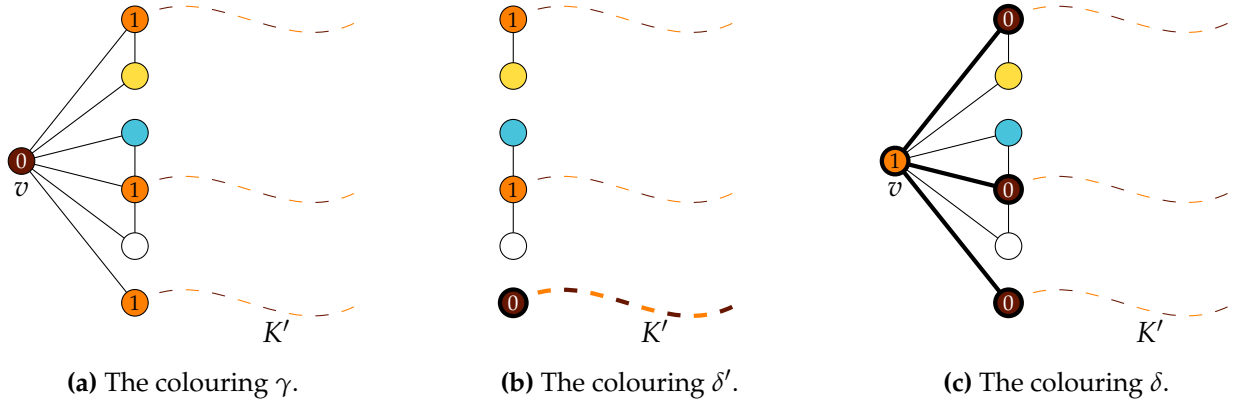 1
0
v
1
1
K′
(a) The colouring γ.
1
1
0
K′
(b) The colouring δ′.
0
1
v
0
0
K′
(c) The colouring δ.